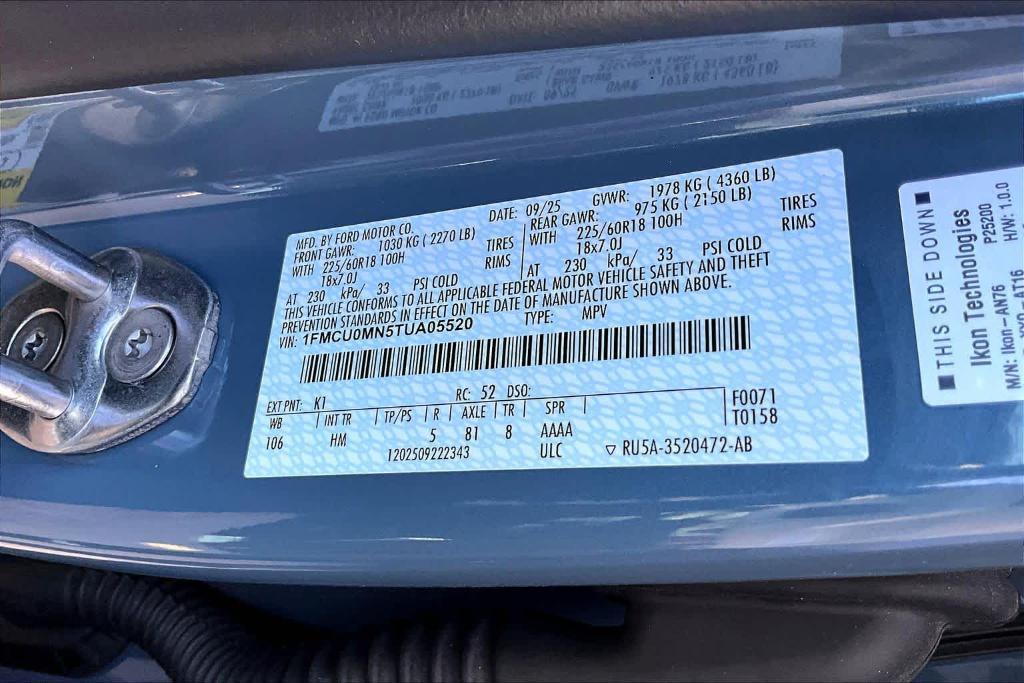 MFD. BY FORD MOTOR CO.
DATE: 09/25 GVWR: 1978 KG ( 4360 LB)
FRONT GAWR: 1030 KG ( 2270 LB)
WITH 225/60R18 100H TIRES
18x7.0J RIMS
AT 230 kPa/ 33 PSI COLD
REAR GAWR: 975 KG ( 2150 LB)
WITH 225/60R18 100H TIRES
18x7.0J RIMS
AT 230 kPa/ 33 PSI COLD
THIS VEHICLE CONFORMS TO ALL APPLICABLE FEDERAL MOTOR VEHICLE SAFETY AND THEFT
PREVENTION STANDARDS IN EFFECT ON THE DATE OF MANUFACTURE SHOWN ABOVE.
VIN: 1FMCU0MN5TUA05520 TYPE: MPV
EXT PNT: K1 RC: 52 DSO:
WB INT TR TP/PS R AXLE TR SPR
106 HM 5 81 8 AAAA
1202509222343 ULC
F0071
T0158
RU5A-3520472-AB
THIS SIDE DOWN
Ikon Technologies
P25200
M/N: Ikon-AN76 H/W: 1.0.0